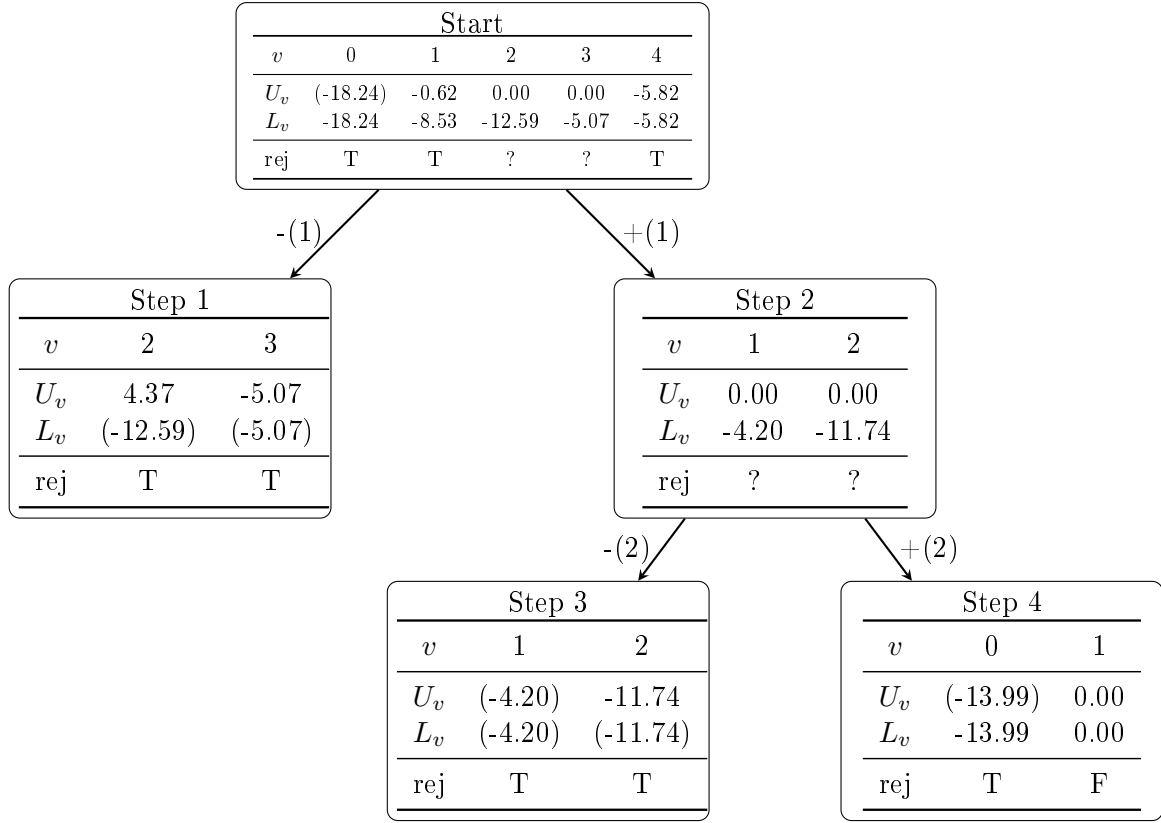 Start
v 0 1 2 3 4
U_v (-18.24) -0.62 0.00 0.00 -5.82
L_v -18.24 -8.53 -12.59 -5.07 -5.82
rej T T ? ? T
-(1) +(1)
Step 1
v 2 3
U_v 4.37 -5.07
L_v (-12.59) (-5.07)
rej T T
Step 2
v 1 2
U_v 0.00 0.00
L_v -4.20 -11.74
rej ? ?
-(2) +(2)
Step 3
v 1 2
U_v (-4.20) -11.74
L_v (-4.20) (-11.74)
rej T T
Step 4
v 0 1
U_v (-13.99) 0.00
L_v -13.99 0.00
rej T F